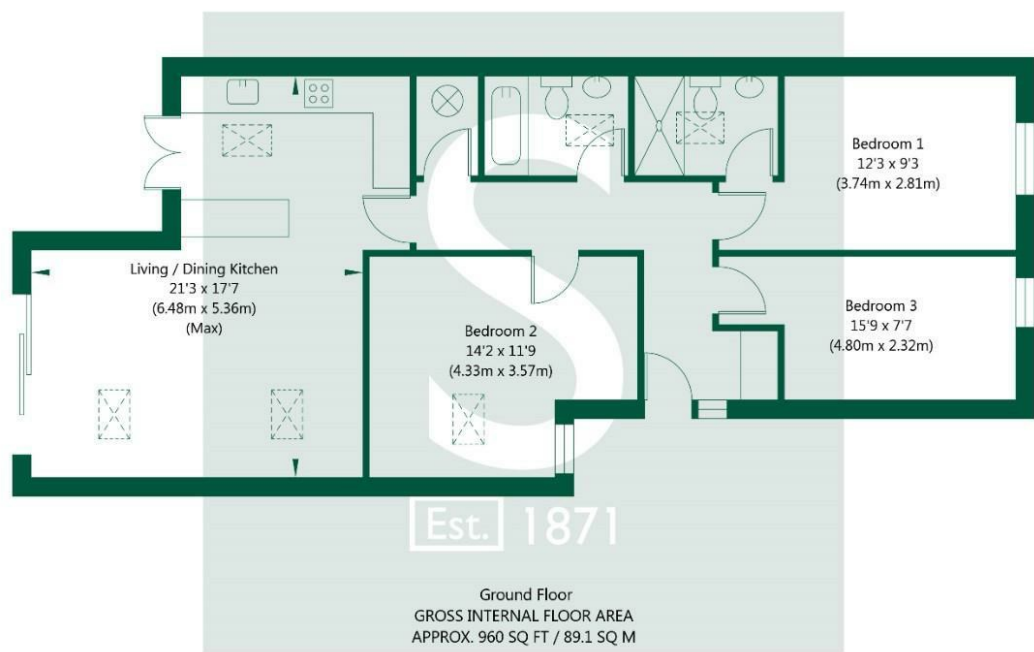 Bedroom 1
12'3 x 9'3
(3.74m x 2.81m)
Living / Dining Kitchen
21'3 x 17'7
(6.48m x 5.36m)
(Max)
Bedroom 2
14'2 x 11'9
(4.33m x 3.57m)
Bedroom 3
15'9 x 7'7
(4.80m x 2.32m)
S
Est. 1871
Ground Floor
GROSS INTERNAL FLOOR AREA
APPROX. 960 SQ FT / 89.1 SQ M